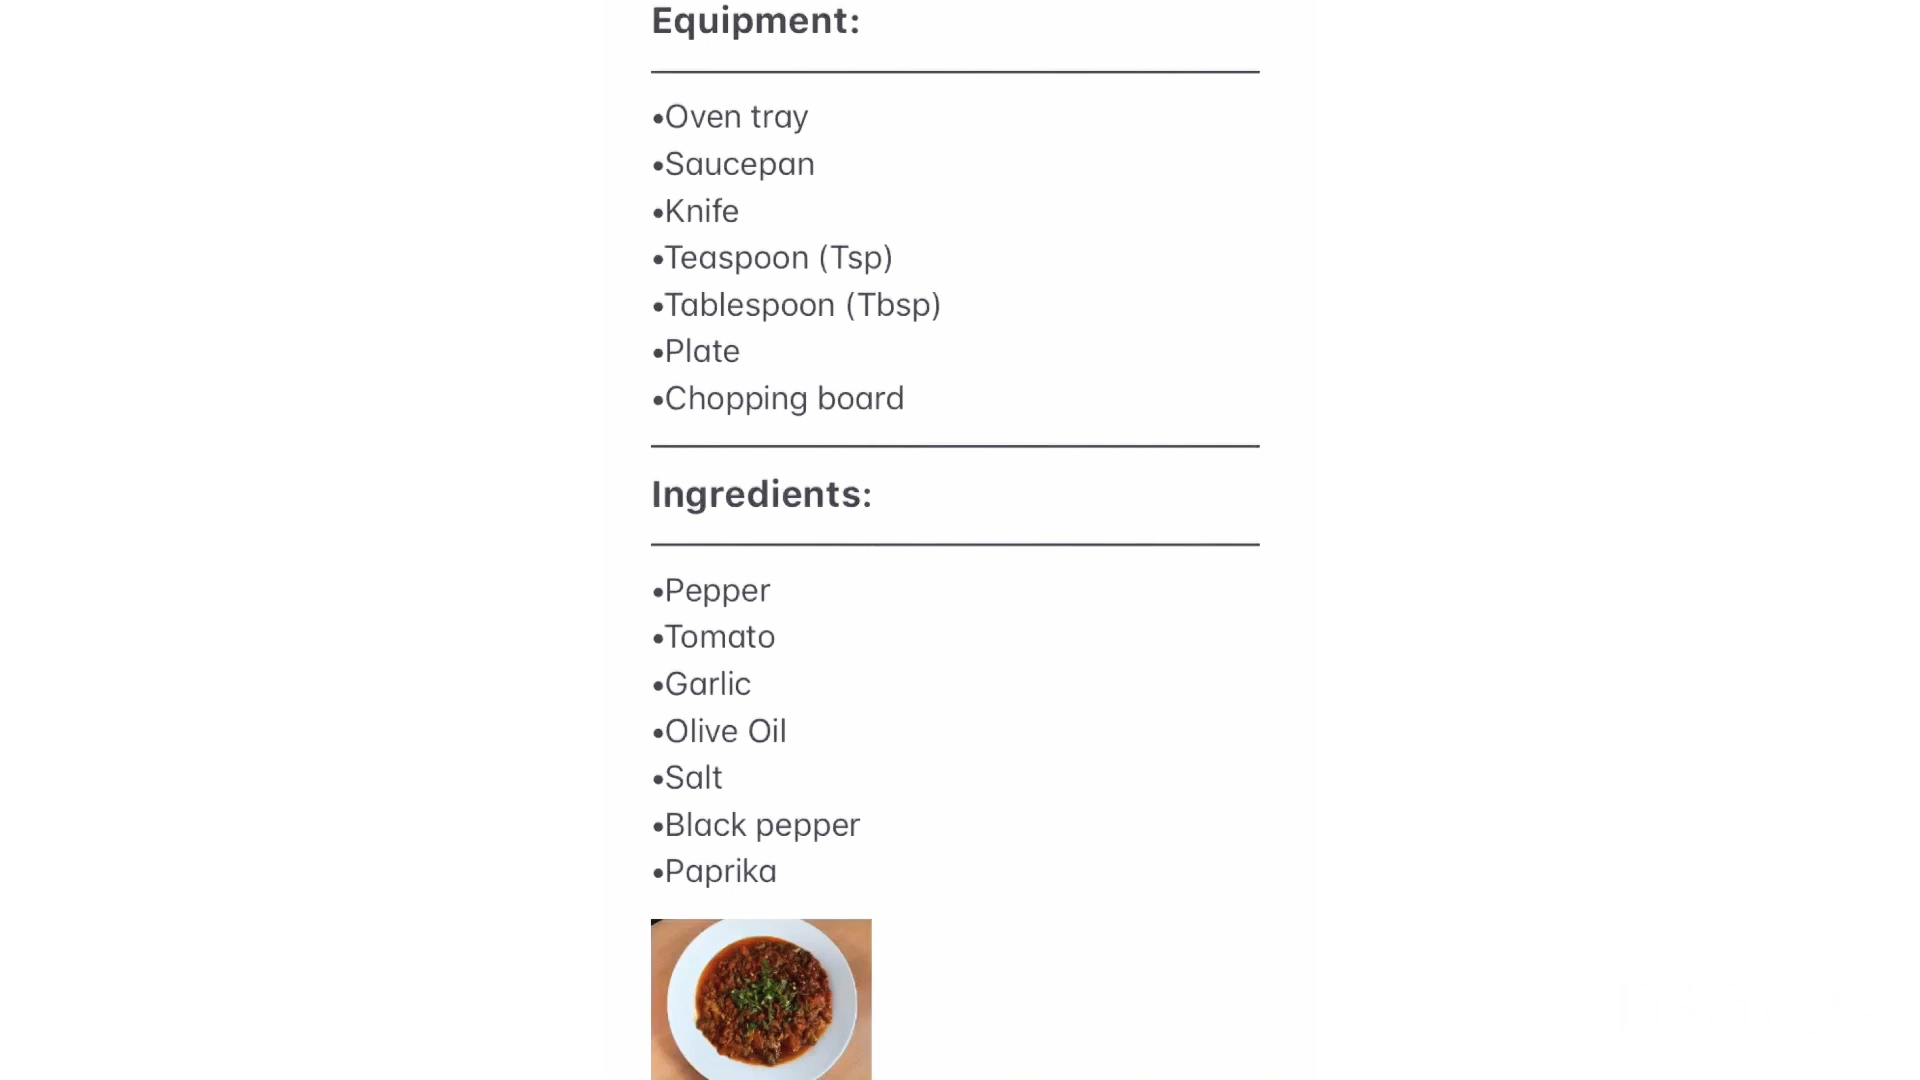 Equipment:
•Oven tray
•Saucepan
•Knife
•Teaspoon (Tsp)
•Tablespoon (Tbsp)
•Plate
•Chopping board
Ingredients:
•Pepper
•Tomato
•Garlic
•Olive Oil
•Salt
•Black pepper
•Paprika